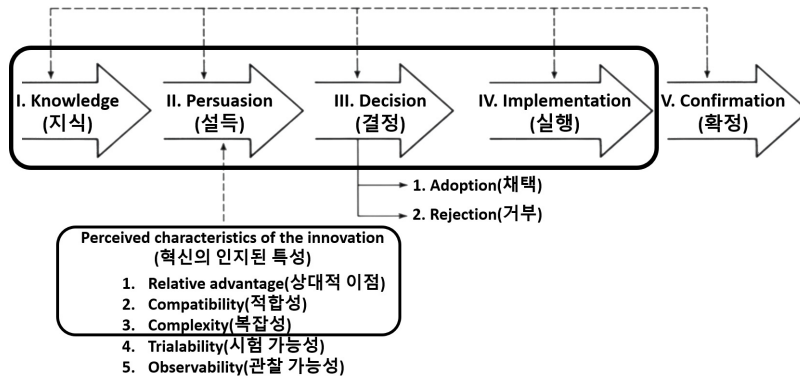 I. Knowledge
(지식)
II. Persuasion
(설득)
III. Decision
(결정)
IV. Implementation
(실행)
V. Confirmation
(확정)
1. Adoption(채택)
2. Rejection(거부)
Perceived characteristics of the innovation
(혁신의 인지된 특성)
1. Relative advantage(상대적 이점)
2. Compatibility(적합성)
3. Complexity(복잡성)
4. Trialability(시험 가능성)
5. Observability(관찰 가능성)